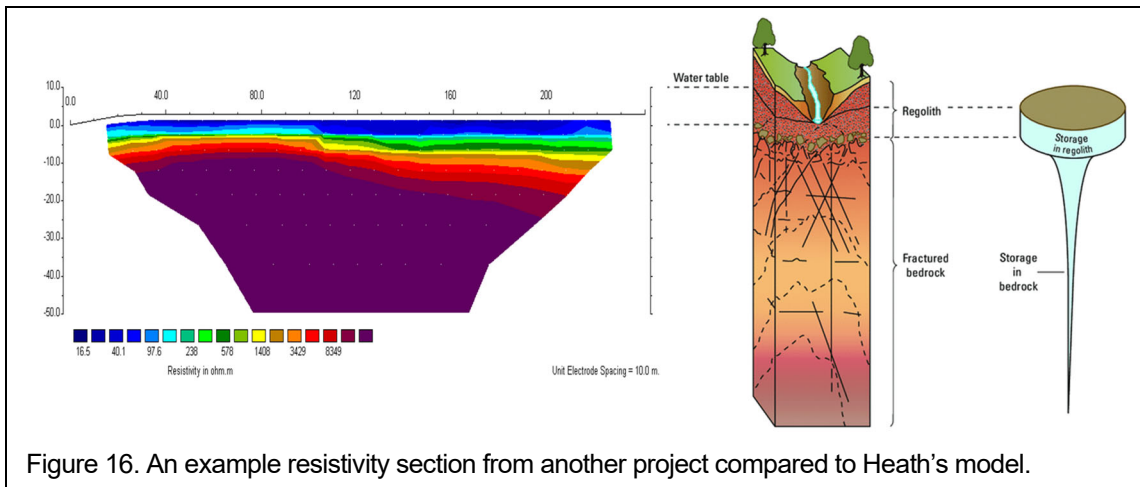 10.0
0.0
-10.0
-20.0
-30.0
-40.0
-50.0
0.0 40.0 80.0 120 160 200
16.5 40.1 97.6 238 578 1408 3429 8349
Resistivity in ohm.m
Unit Electrode Spacing = 10.0 m.
Water table
Regolith
Fractured
bedrock
Storage
in regolith
Storage
in
bedrock
Figure 16. An example resistivity section from another project compared to Heath’s model.